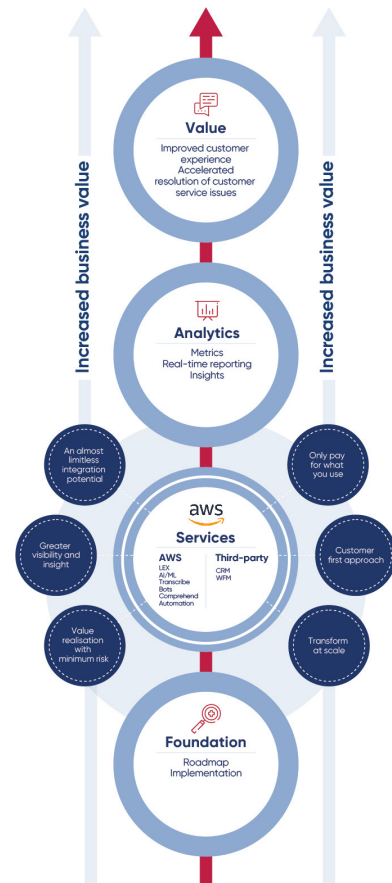 Value
Improved customer
experience
Accelerated
resolution of customer
service issues
Increased business value
Increased business value
Analytics
Metrics
Real-time reporting
Insights
An almost
limitless
integration
potential
Only pay
for what
you use
aws
Services
AWS
LEX
AI/ML
Transcribe
Bots
Comprehend
Automation
Third-party
CRM
WFM
Greater
visibility and
insight
Customer
first approach
Value
realisation
with
minimum risk
Transform
at scale
Foundation
Roadmap
Implementation